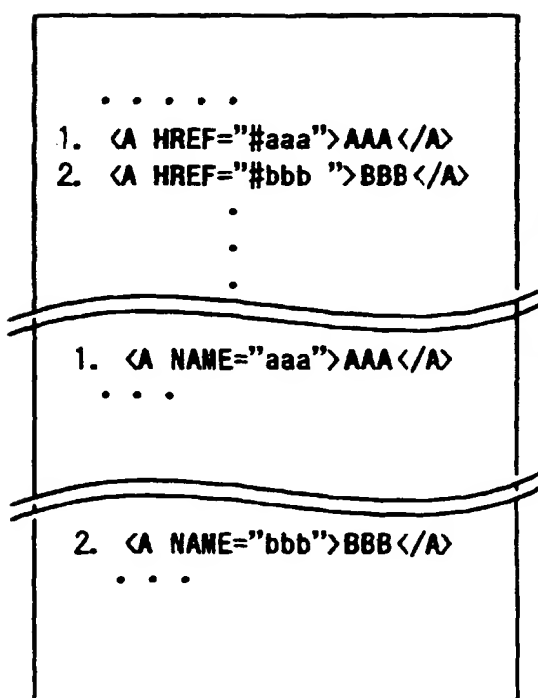 . . . . .
1. <A HREF="#aaa">AAA</A>
2. <A HREF="#bbb ">BBB</A>
.
.
.
1. <A NAME="aaa">AAA</A>
. . .
2. <A NAME="bbb">BBB</A>
. . .